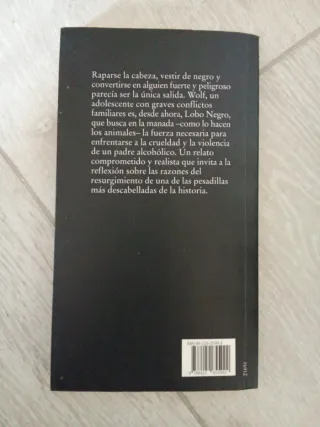 Raparse la cabeza, vestir de negro y
convertirse en alguien fuerte y peligroso
parecía ser la única salida. Wolf, un
adolescente con graves conflictos
familiares es, desde ahora, Lobo Negro,
que busca en la manada –como lo hacen
los animales– la fuerza necesaria para
enfrentarse a la crueldad y la violencia
de un padre alcohólico. Un relato
comprometido y realista que invita a la
reflexión sobre las razones del
resurgimiento de una de las pesadillas
más descabelladas de la historia.